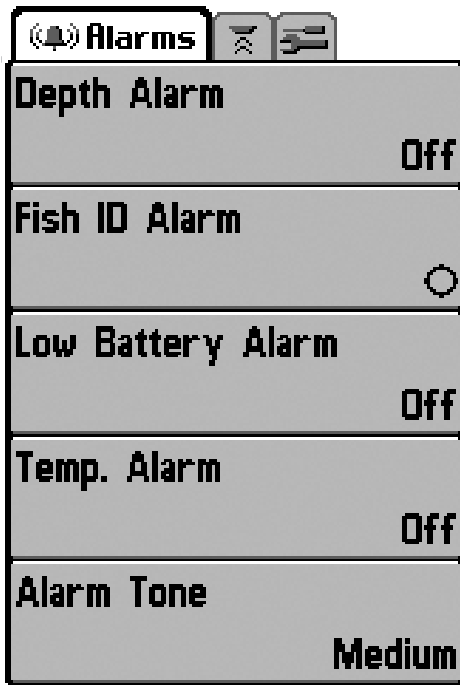 Alarms
Depth Alarm
Off
Fish ID Alarm
Low Battery Alarm
Off
Temp. Alarm
Off
Alarm Tone
Medium